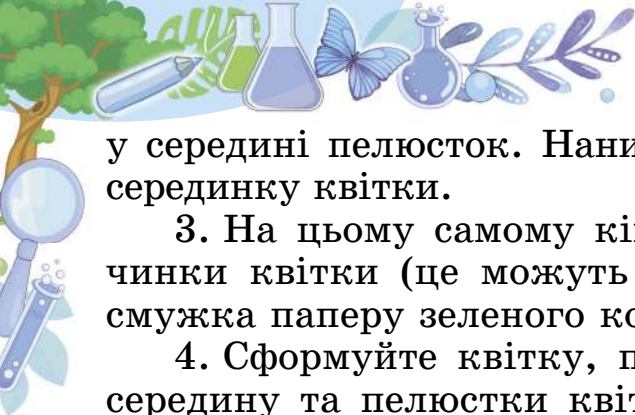 у середині пелюсток. Нани
серединку квітки.
3. На цьому самому кі
чинки квітки (це можуть
смужка паперу зеленого ко
4. Сформуйте квітку, п
середину та пелюстки квіт